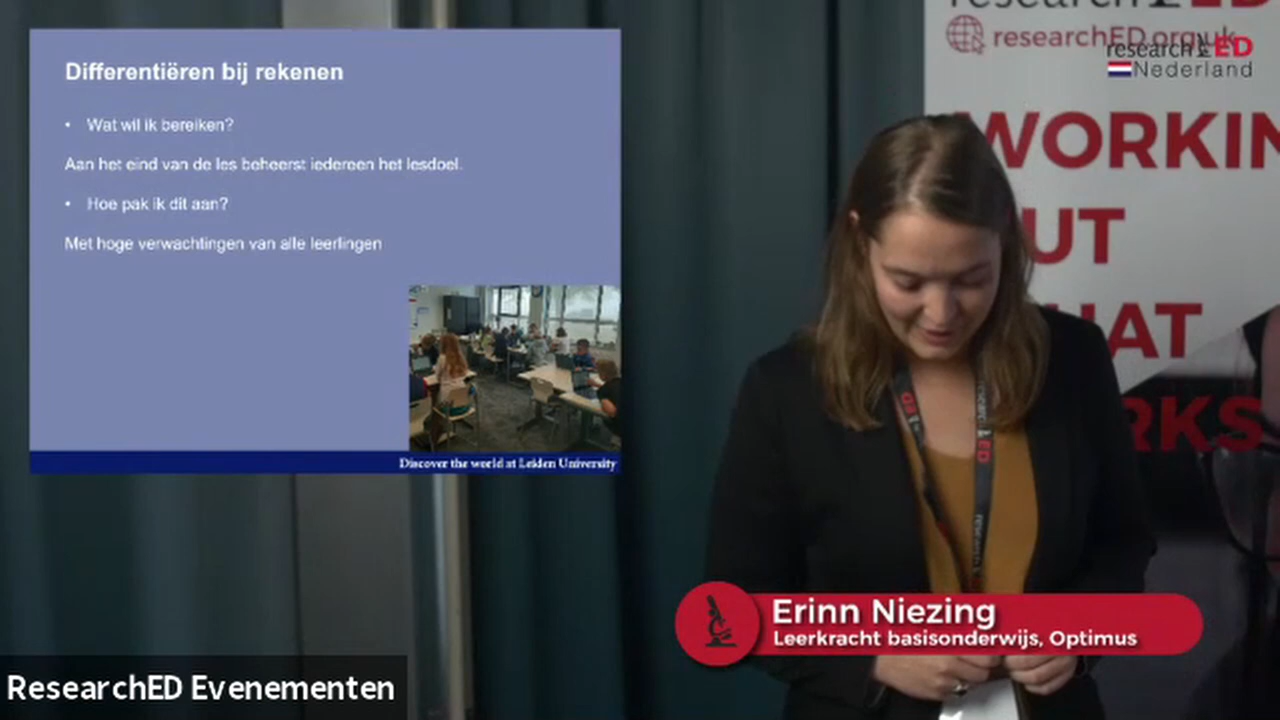 Differentiëren bij rekenen
• Wat wil ik bereiken?
Aan het eind van de les beheerst iedereen het lesdoel.
• Hoe pak ik dit aan?
Met hoge verwachtingen van alle leerlingen
Discover the world at Leiden University
researchED
researchED.org.uk
researchED
Nederland
WORKIN
UT
HAT
RKS
Erinn Niezing
Leerkracht basisonderwijs, Optimus
ResearchED Evenementen